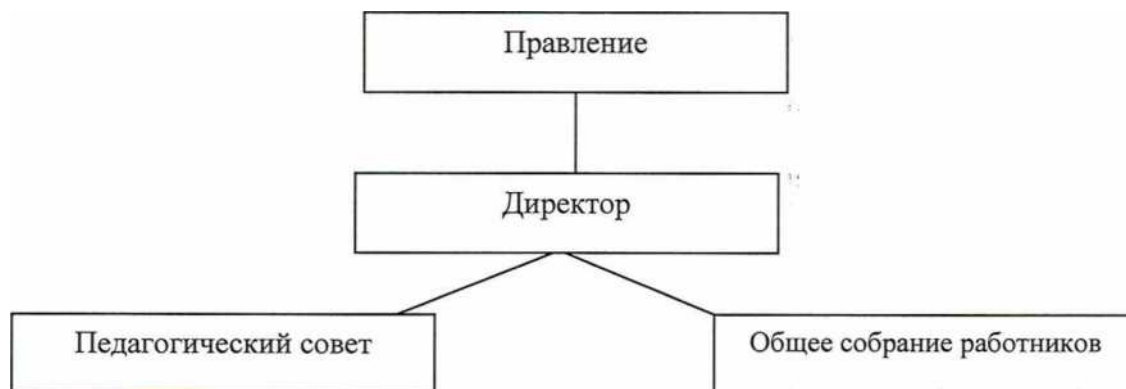 Правление
Директор
Педагогический совет
Общее собрание работников